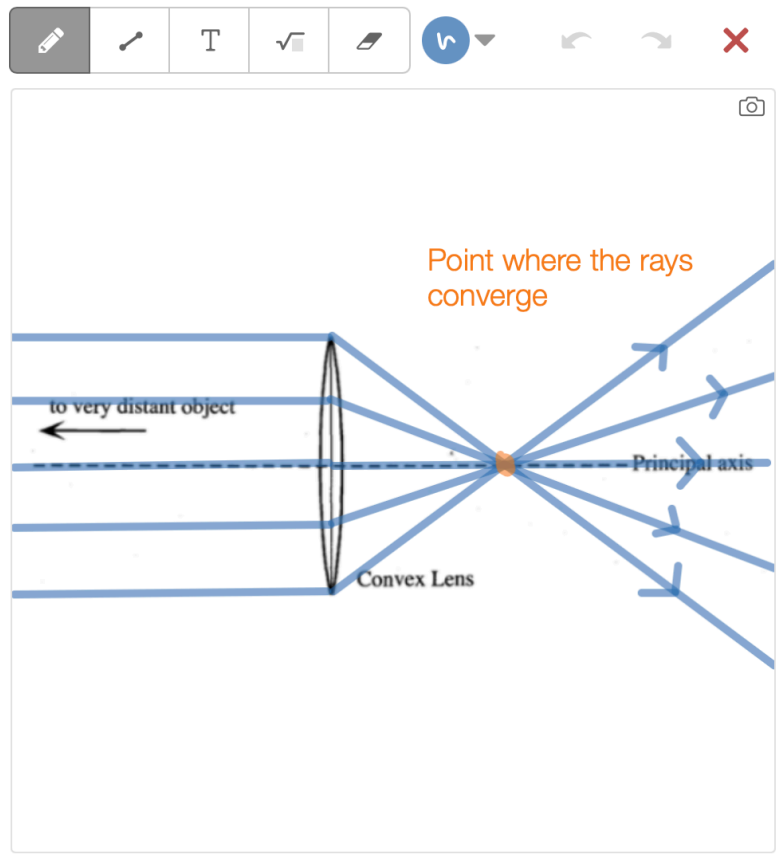 T
Point where the rays
converge
to very distant object
Principal axis
Convex Lens